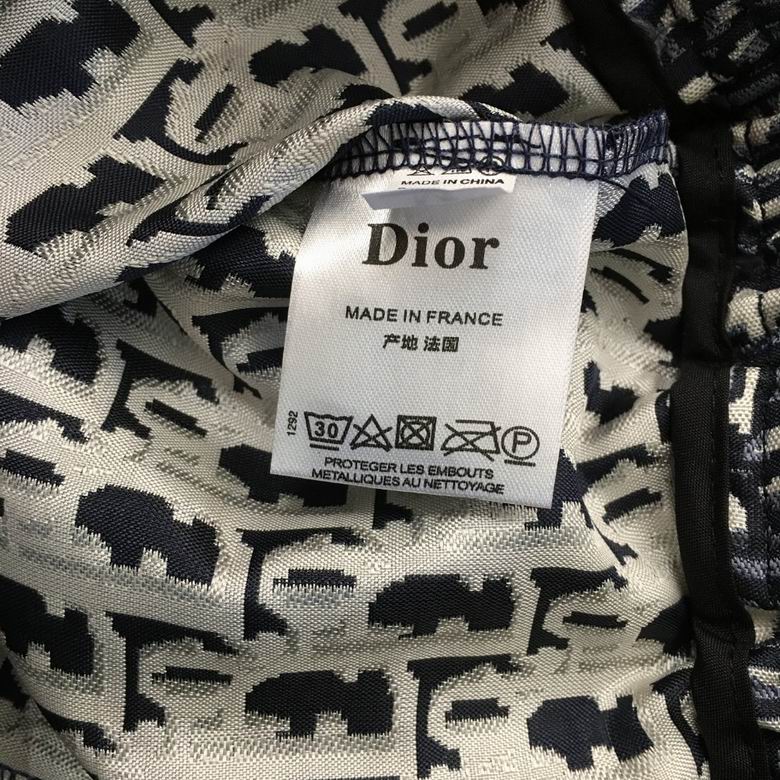 MADE IN CHINA
Dior
MADE IN FRANCE
产地 法国
1292
30
P
PROTEGER LES EMBOUTS
METALLIQUES AU NETTOYAGE